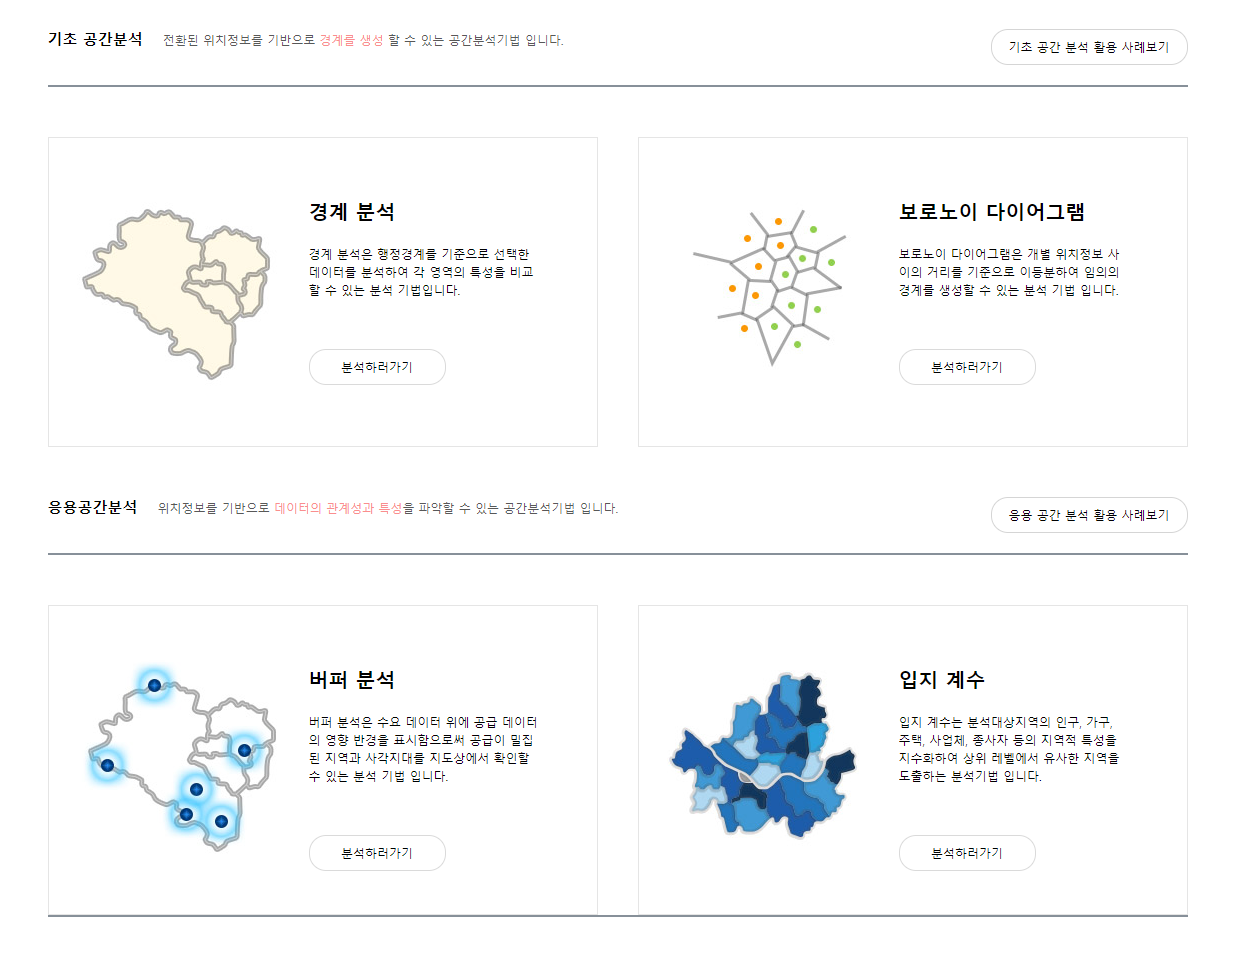 기초 공간분석 전환된 위치정보를 기반으로 경계를 생성 할 수 있는 공간분석기법 입니다.
기초 공간 분석 활용 사례보기
경계 분석
경계 분석은 행정경계를 기준으로 선택한
데이터를 분석하여 각 영역의 특성을 비교
할 수 있는 분석 기법입니다.
분석하러가기
보로노이 다이어그램
보로노이 다이어그램은 개별 위치정보 사
이의 거리를 기준으로 이등분하여 임의의
경계를 생성할 수 있는 분석 기법 입니다.
분석하러가기
응용공간분석 위치정보를 기반으로 데이터의 관계성과 특성을 파악할 수 있는 공간분석기법 입니다.
응용 공간 분석 활용 사례보기
버퍼 분석
버퍼 분석은 수요 데이터 위에 공급 데이터
의 영향 반경을 표시함으로써 공급이 밀집
된 지역과 사각지대를 지도상에서 확인할
수 있는 분석 기법 입니다.
분석하러가기
입지 계수
입지 계수는 분석대상지역의 인구, 가구,
주택, 사업체, 종사자 등의 지역적 특성을
지수화하여 상위 레벨에서 유사한 지역을
도출하는 분석기법 입니다.
분석하러가기